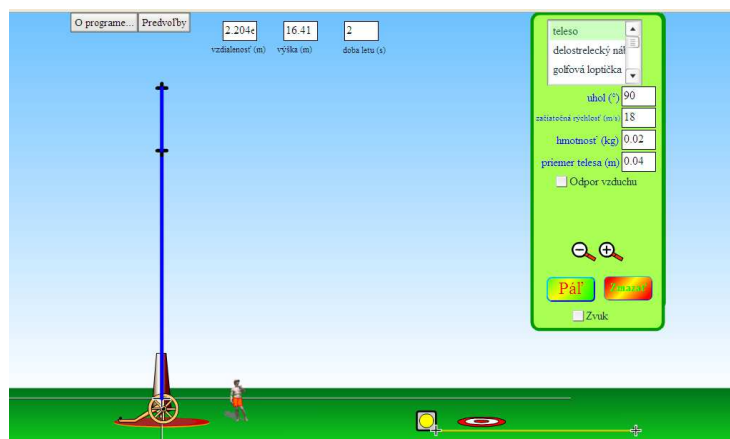 O programe...
Predvoľby
2.204e
16.41
2
vzdialenosť (m)
výška (m)
doba letu (s)
teleso
delostrelecký náb
golfová loptička
uhol (°) 90
začiatočná rýchlosť (m/s) 18
hmotnosť (kg) 0.02
priemer telesa (m) 0.04
Odpor vzduchu
Páľ
Zmazať
Zvuk